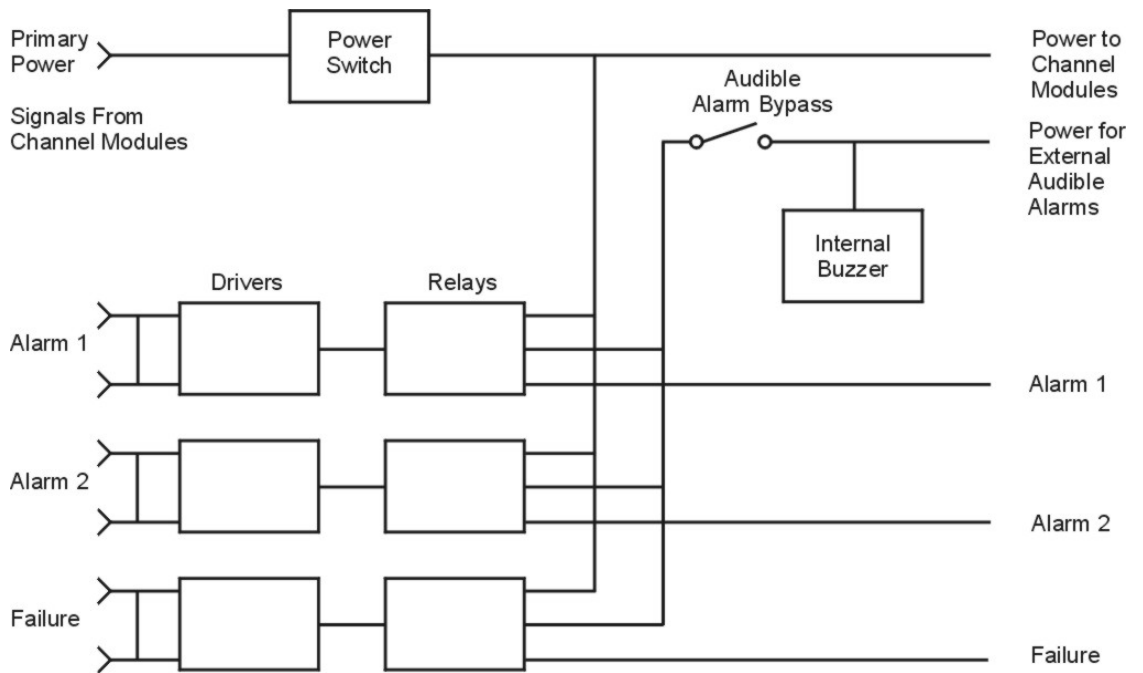 Primary
Power
Power
Switch
Power to
Channel
Modules
Signals From
Channel Modules
Audible
Alarm Bypass
Power for
External
Audible
Alarms
Internal
Buzzer
Drivers
Relays
Alarm 1
Alarm 1
Alarm 2
Alarm 2
Failure
Failure